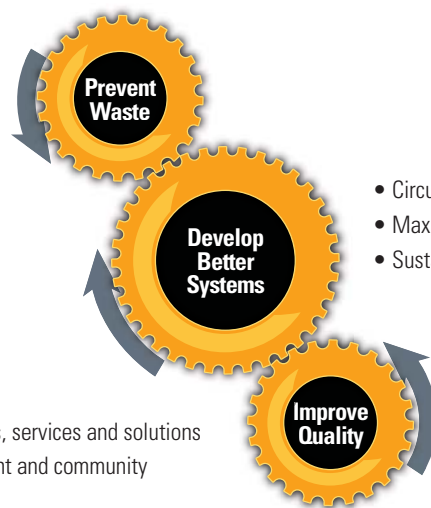 Prevent
Waste
Develop
Better
Systems
• Circu
• Max
• Sust
, services and solutions
nt and community
Improve
Quality